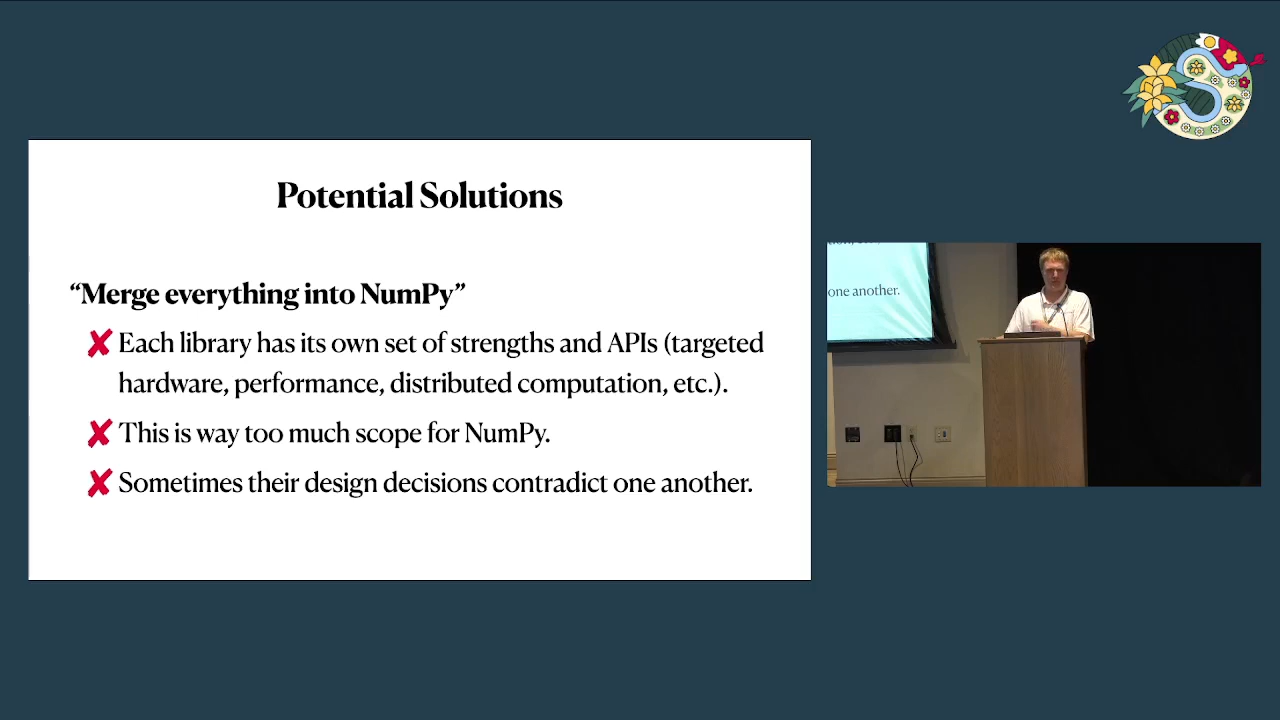 Potential Solutions
“Merge everything into NumPy”
✘ Each library has its own set of strengths and APIs (targeted
hardware, performance, distributed computation, etc.).
✘ This is way too much scope for NumPy.
✘ Sometimes their design decisions contradict one another.
one another.